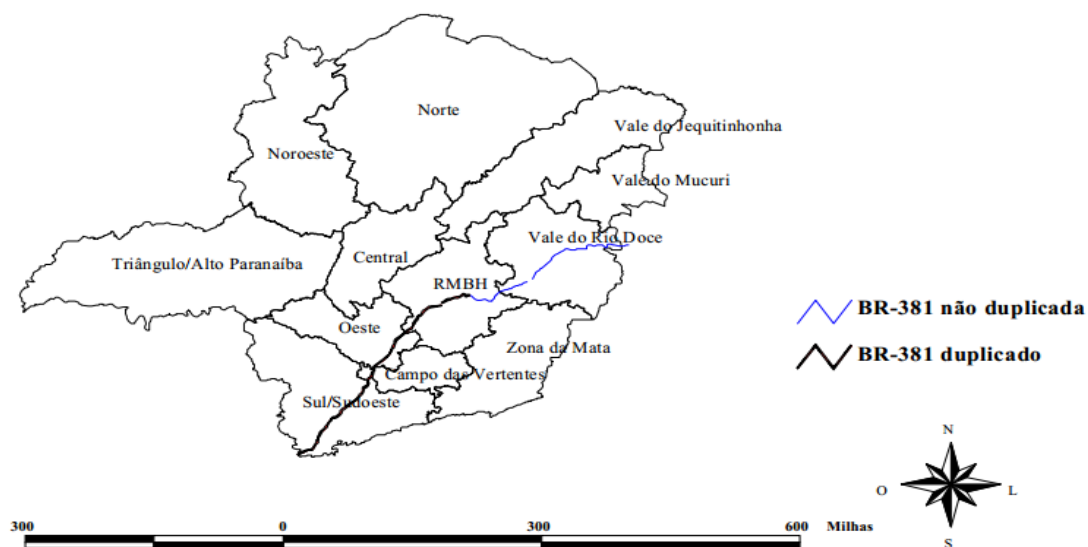 Norte
Vale do Jequitinhonha
Noroeste
Vale do Mucuri
Vale do Rio Doce
Central
Triângulo/Alto Paranaíba
RMBH
BR-381 não duplicada
Oeste
Zona da Mata
BR-381 duplicado
Campo das Vertentes
Sul/Sudoeste
N
O
L
S
300
0
300
600
Milhas